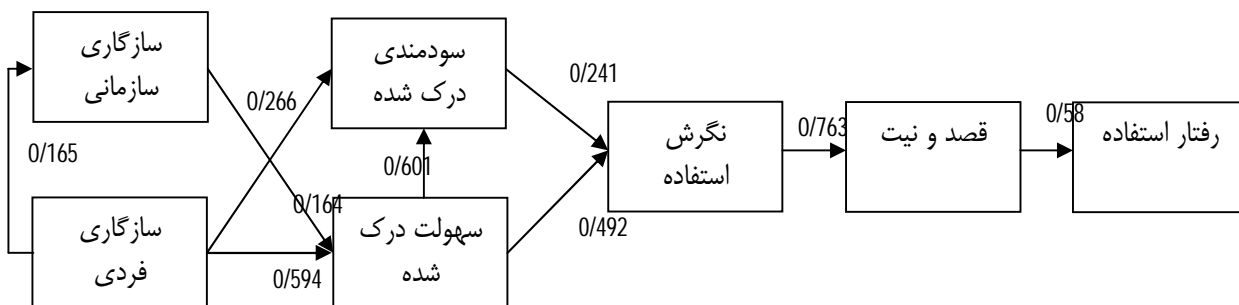 سازگاری
سازمانی
سودمندی
درک شده
0/241
0/266
نگرش
استفاده
0/763
قصد و نیت
0/58
رفتار استفاده
0/165
0/601
سازگاری
فردی
0/164
0/594
سهولت درک
شده
0/492